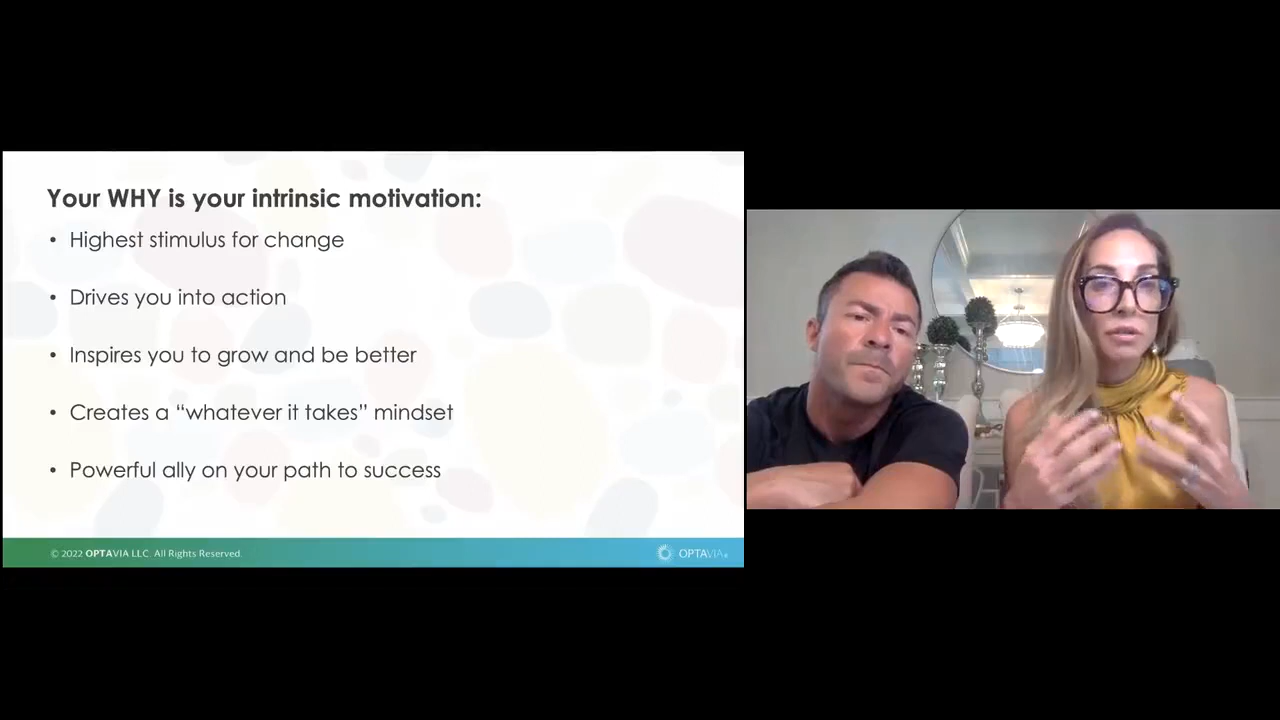 Your WHY is your intrinsic motivation:
• Highest stimulus for change
• Drives you into action
• Inspires you to grow and be better
• Creates a “whatever it takes” mindset
• Powerful ally on your path to success
© 2022 OPTAVIA LLC. All Rights Reserved.
OPTAVIA®